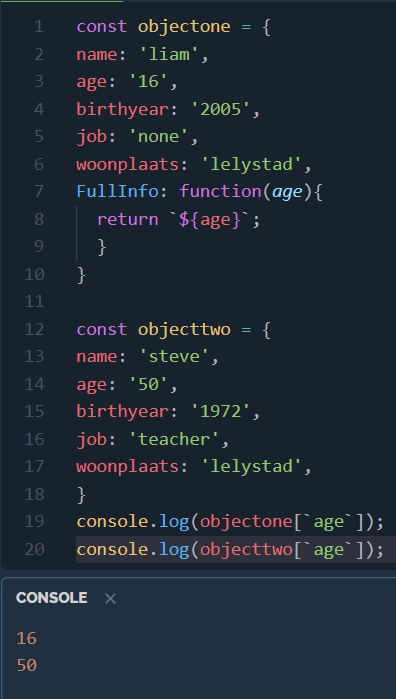 1 const objectone = {
2 name: 'liam',
3 age: '16',
4 birthyear: '2005',
5 job: 'none',
6 woonplaats: 'lelystad',
7 FullInfo: function(age){
8 return `${age}`;
9 }
10 }
11
12 const objecttwo = {
13 name: 'steve',
14 age: '50',
15 birthyear: '1972',
16 job: 'teacher',
17 woonplaats: 'lelystad',
18 }
19 console.log(objectone[`age`]);
20 console.log(objecttwo[`age`]);
CONSOLE ×
16
50